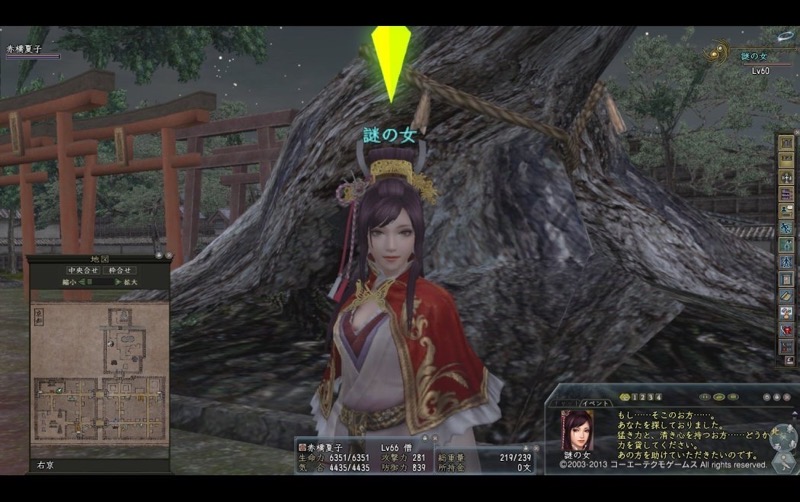 赤横夏子
謎の女
Lv60
謎の女
地図
中央合せ 枠合せ
縮小 拡大
右京
赤横夏子 Lv66 僧
生命力 6351/6351 攻撃力 281 総重量 219/239
気合 4435/4435 防御力 839 所持金 0文
イベント
1 2 3 4
もし……そこのお方……。
あなたを探しておりました。
猛き力と、清き心を持つお方……どうか
力を貸してください。
あの方を助けていただきたいのです。
謎の女
©2003-2013 コーエーテクモゲームス All rights reserved.